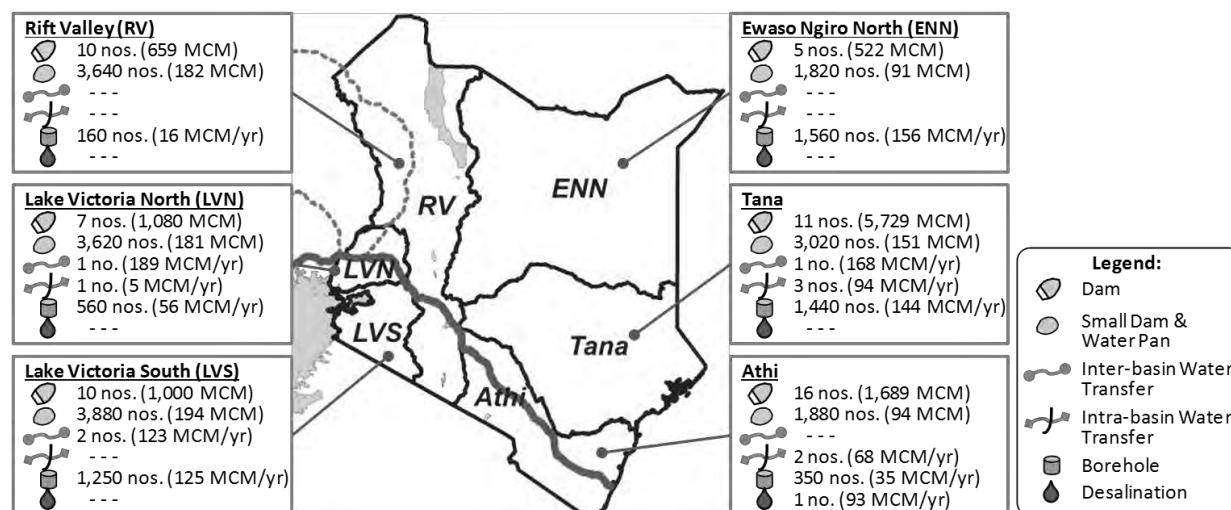 Rift Valley (RV)
10 nos. (659 MCM)
3,640 nos. (182 MCM)
- - -
- - -
160 nos. (16 MCM/yr)
- - -
Lake Victoria North (LVN)
7 nos. (1,080 MCM)
3,620 nos. (181 MCM)
1 no. (189 MCM/yr)
1 no. (5 MCM/yr)
560 nos. (56 MCM/yr)
- - -
Lake Victoria South (LVS)
10 nos. (1,000 MCM)
3,880 nos. (194 MCM)
2 nos. (123 MCM/yr)
- - -
1,250 nos. (125 MCM/yr)
- - -
RV
ENN
LVN
LVS
Tana
Athi
Ewaso Ngiro North (ENN)
5 nos. (522 MCM)
1,820 nos. (91 MCM)
- - -
- - -
1,560 nos. (156 MCM/yr)
- - -
Tana
11 nos. (5,729 MCM)
3,020 nos. (151 MCM)
1 no. (168 MCM/yr)
3 nos. (94 MCM/yr)
1,440 nos. (144 MCM/yr)
- - -
Athi
16 nos. (1,689 MCM)
1,880 nos. (94 MCM)
- - -
2 nos. (68 MCM/yr)
350 nos. (35 MCM/yr)
1 no. (93 MCM/yr)
Legend:
Dam
Small Dam &
Water Pan
Inter-basin Water
Transfer
Intra-basin Water
Transfer
Borehole
Desalination